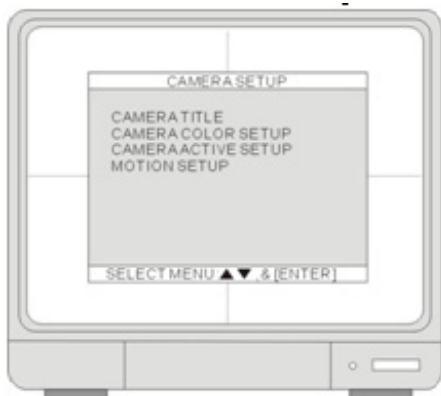 CAMERA SETUP
CAMERA TITLE
CAMERA COLOR SETUP
CAMERA ACTIVE SETUP
MOTION SETUP
SELECT MENU ▲▼ & [ENTER]